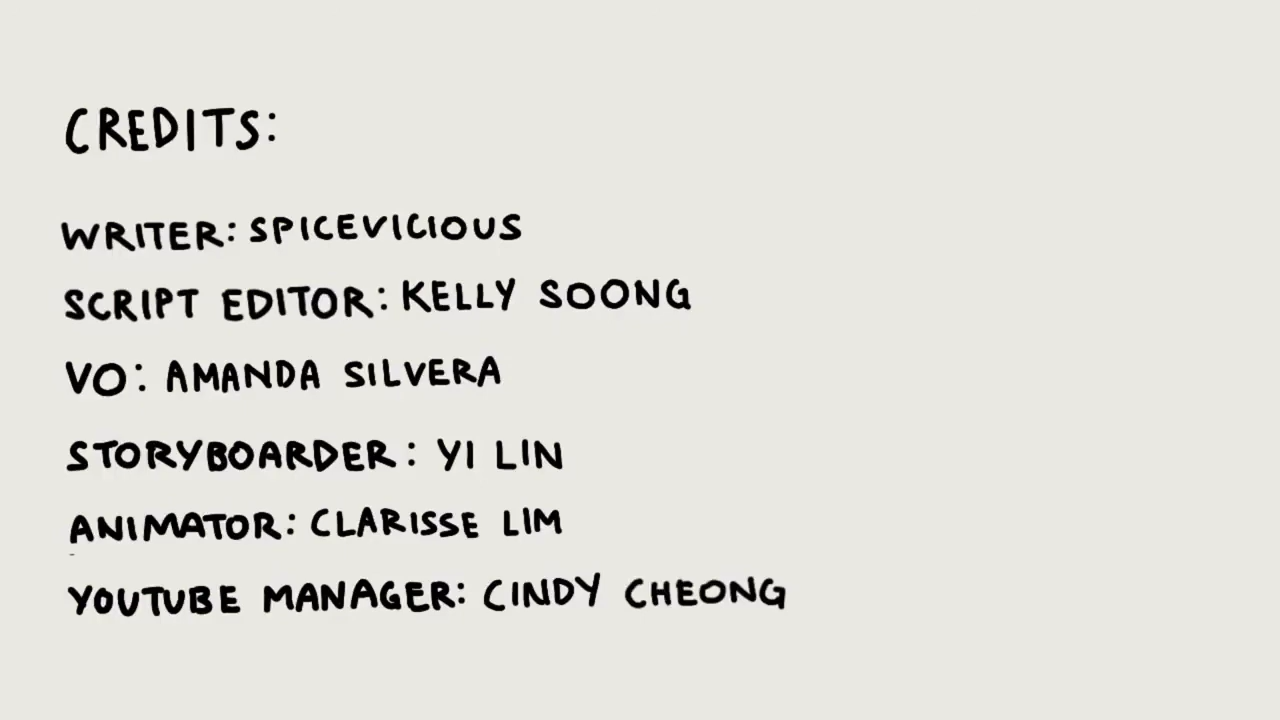 CREDITS:
WRITER: SPICEVICIOUS
SCRIPT EDITOR: KELLY SOONG
VO: AMANDA SILVERA
STORYBOARDER: YI LIN
ANIMATOR: CLARISSE LIM
YOUTUBE MANAGER: CINDY CHEONG